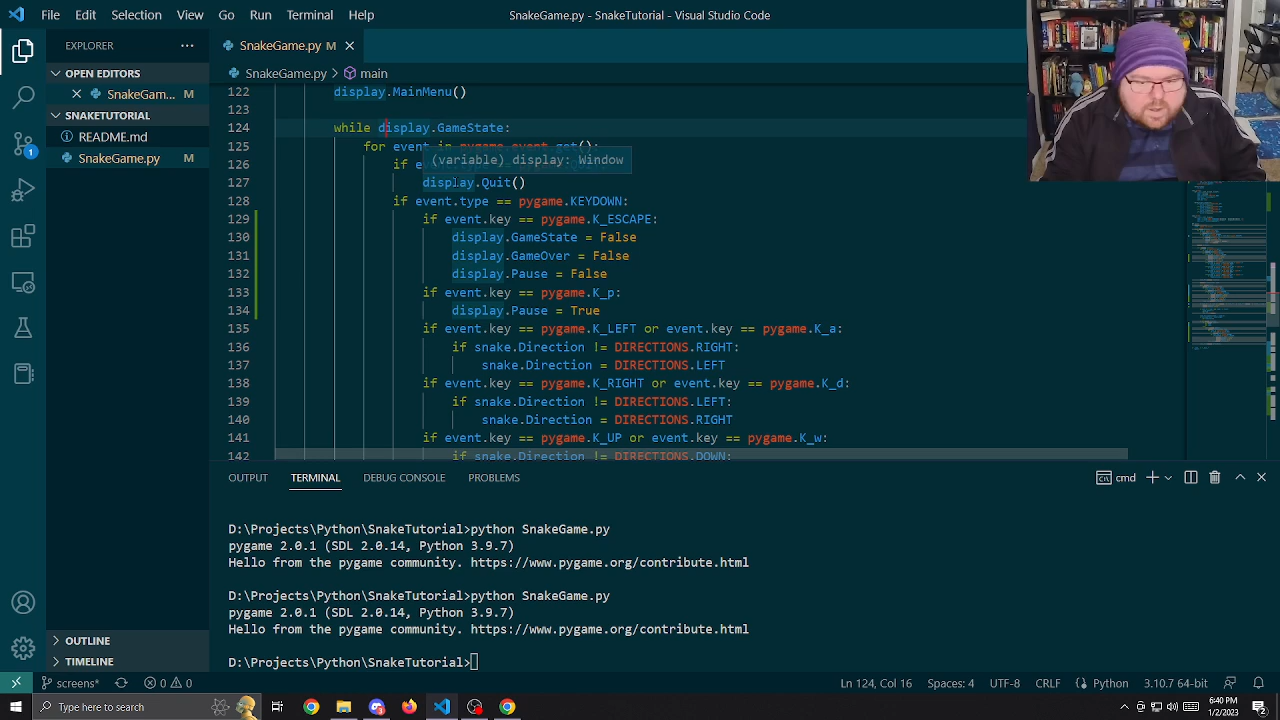 File Edit Selection View Go Run Terminal Help SnakeGame.py - SnakeTutorial - Visual Studio Code
EXPLORER
OPEN EDITORS
SnakeGam... M
SNAKETUTORIAL
README.md
SnakeGame.py M
OUTLINE
TIMELINE
SnakeGame.py M
SnakeGame.py > main
122 display.MainMenu()
123
124 while display.GameState:
125 for event in pygame.event.get():
126 if e
(variable) display: Window
127 display.Quit()
128 if event.type == pygame.KEYDOWN:
129 if event.key == pygame.K_ESCAPE:
130 display.GameState = False
131 display.GameOver = False
132 display.Pause = False
133 if event.key == pygame.K_p:
134 display.Pause = True
135 if event.key == pygame.K_LEFT or event.key == pygame.K_a:
136 if snake.Direction != DIRECTIONS.RIGHT:
137 snake.Direction = DIRECTIONS.LEFT
138 if event.key == pygame.K_RIGHT or event.key == pygame.K_d:
139 if snake.Direction != DIRECTIONS.LEFT:
140 snake.Direction = DIRECTIONS.RIGHT
141 if event.key == pygame.K_UP or event.key == pygame.K_w:
142 if snake.Direction != DIRECTIONS.DOWN:
OUTPUT TERMINAL DEBUG CONSOLE PROBLEMS cmd
D:\Projects\Python\SnakeTutorial>python SnakeGame.py
pygame 2.0.1 (SDL 2.0.14, Python 3.9.7)
Hello from the pygame community. https://www.pygame.org/contribute.html
D:\Projects\Python\SnakeTutorial>python SnakeGame.py
pygame 2.0.1 (SDL 2.0.14, Python 3.9.7)
Hello from the pygame community. https://www.pygame.org/contribute.html
D:\Projects\Python\SnakeTutorial>
screens* 0 0 Ln 124, Col 16 Spaces: 4 UTF-8 CRLF Python 3.10.7 64-bit
Type here to search
6:40 PM
1/2/2023